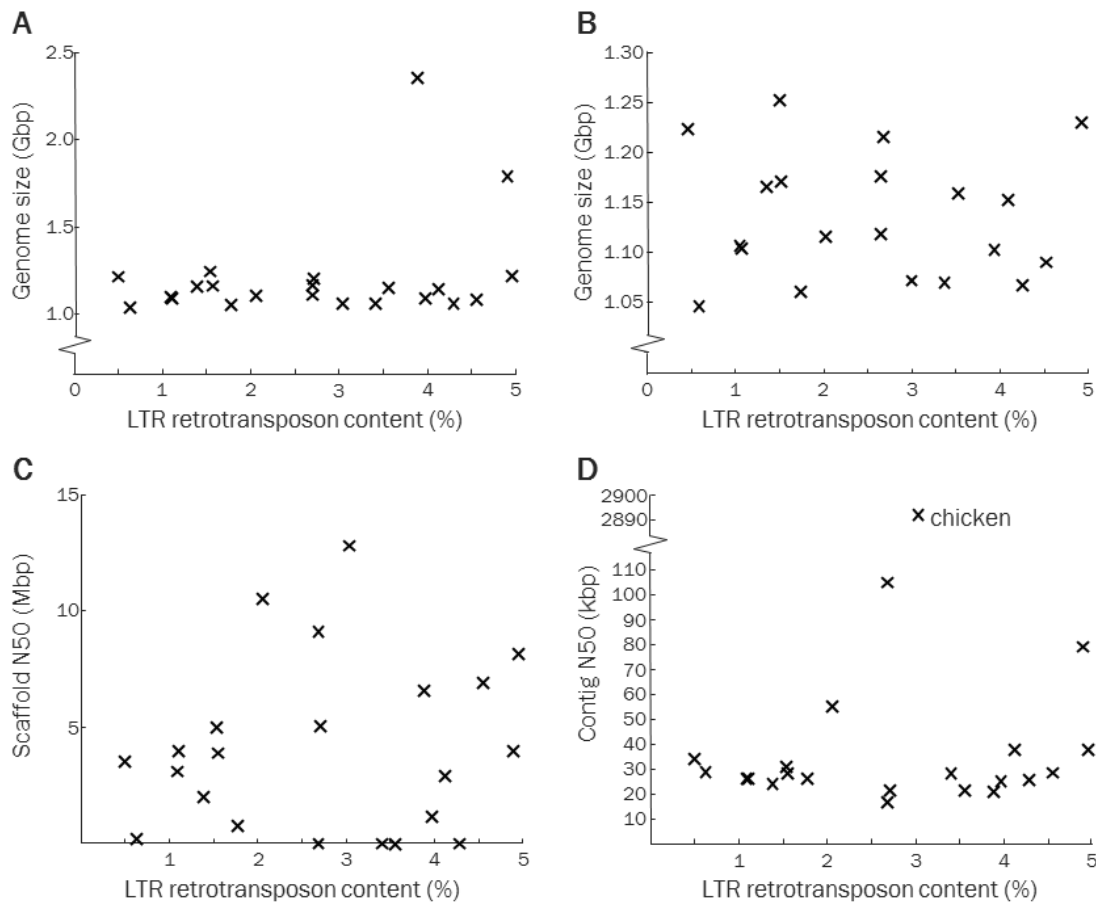 A
2.5
2.0
1.5
1.0
Genome size (Gbp)
0 1 2 3 4 5
LTR retrotransposon content (%)
B
1.30
1.25
1.20
1.15
1.10
1.05
Genome size (Gbp)
0 1 2 3 4 5
LTR retrotransposon content (%)
C
15
10
5
Scaffold N50 (Mbp)
1 2 3 4 5
LTR retrotransposon content (%)
D
2900
2890
110
100
90
80
70
60
50
40
30
20
10
Contig N50 (kbp)
chicken
1 2 3 4 5
LTR retrotransposon content (%)